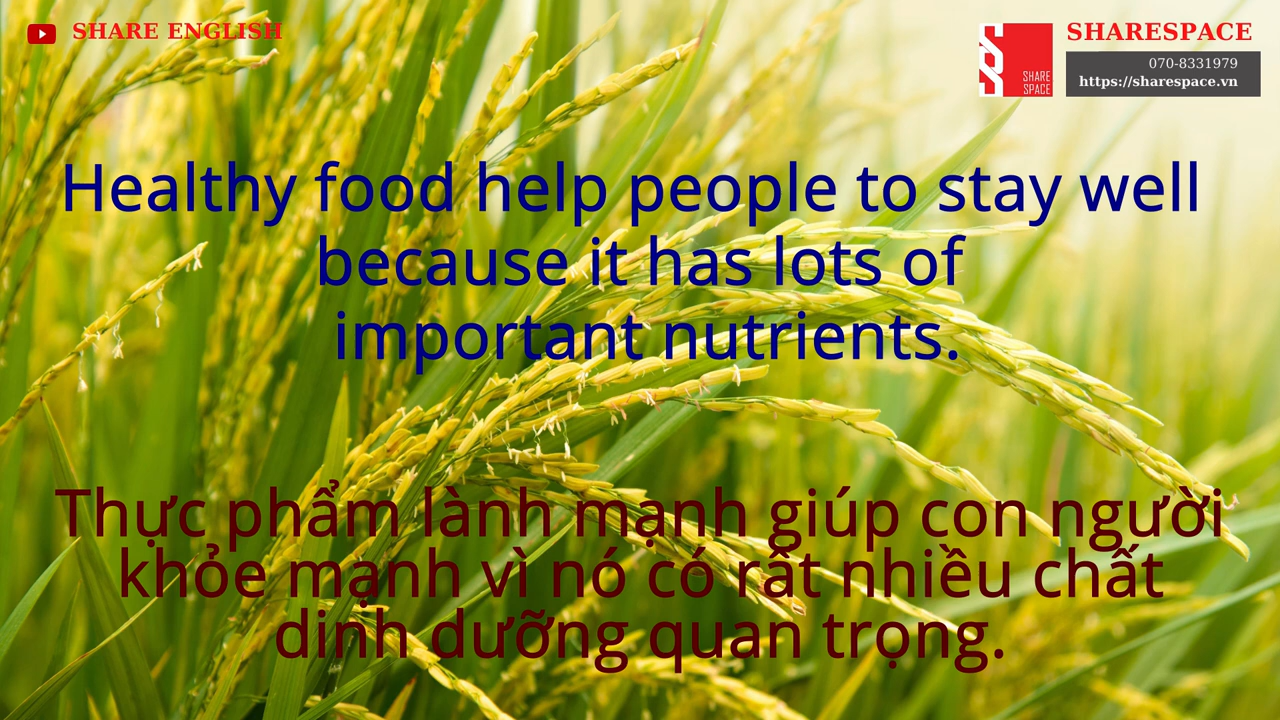 SHARE ENGLISH
SHARESPACE
070-8331979
https://sharespace.vn
SHARE
SPACE
Healthy food help people to stay well
because it has lots of
important nutrients.
Thực phẩm lành mạnh giúp con người
khỏe mạnh vì nó có rất nhiều chất
dinh dưỡng quan trọng.